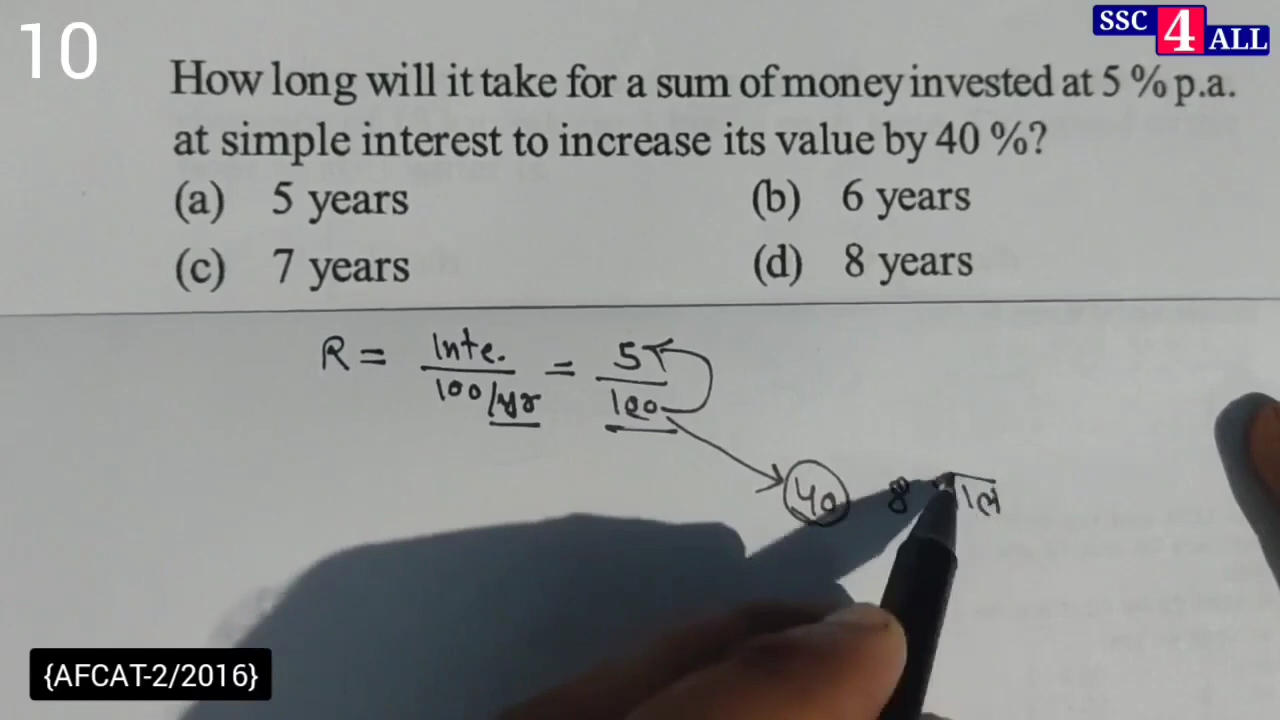 10
SSC 4 ALL
How long will it take for a sum of money invested at 5 % p.a.
at simple interest to increase its value by 40 %?
(a) 5 years
(b) 6 years
(c) 7 years
(d) 8 years
R = Inte. / 100/yr = 5 / 100
40 8
{AFCAT-2/2016}